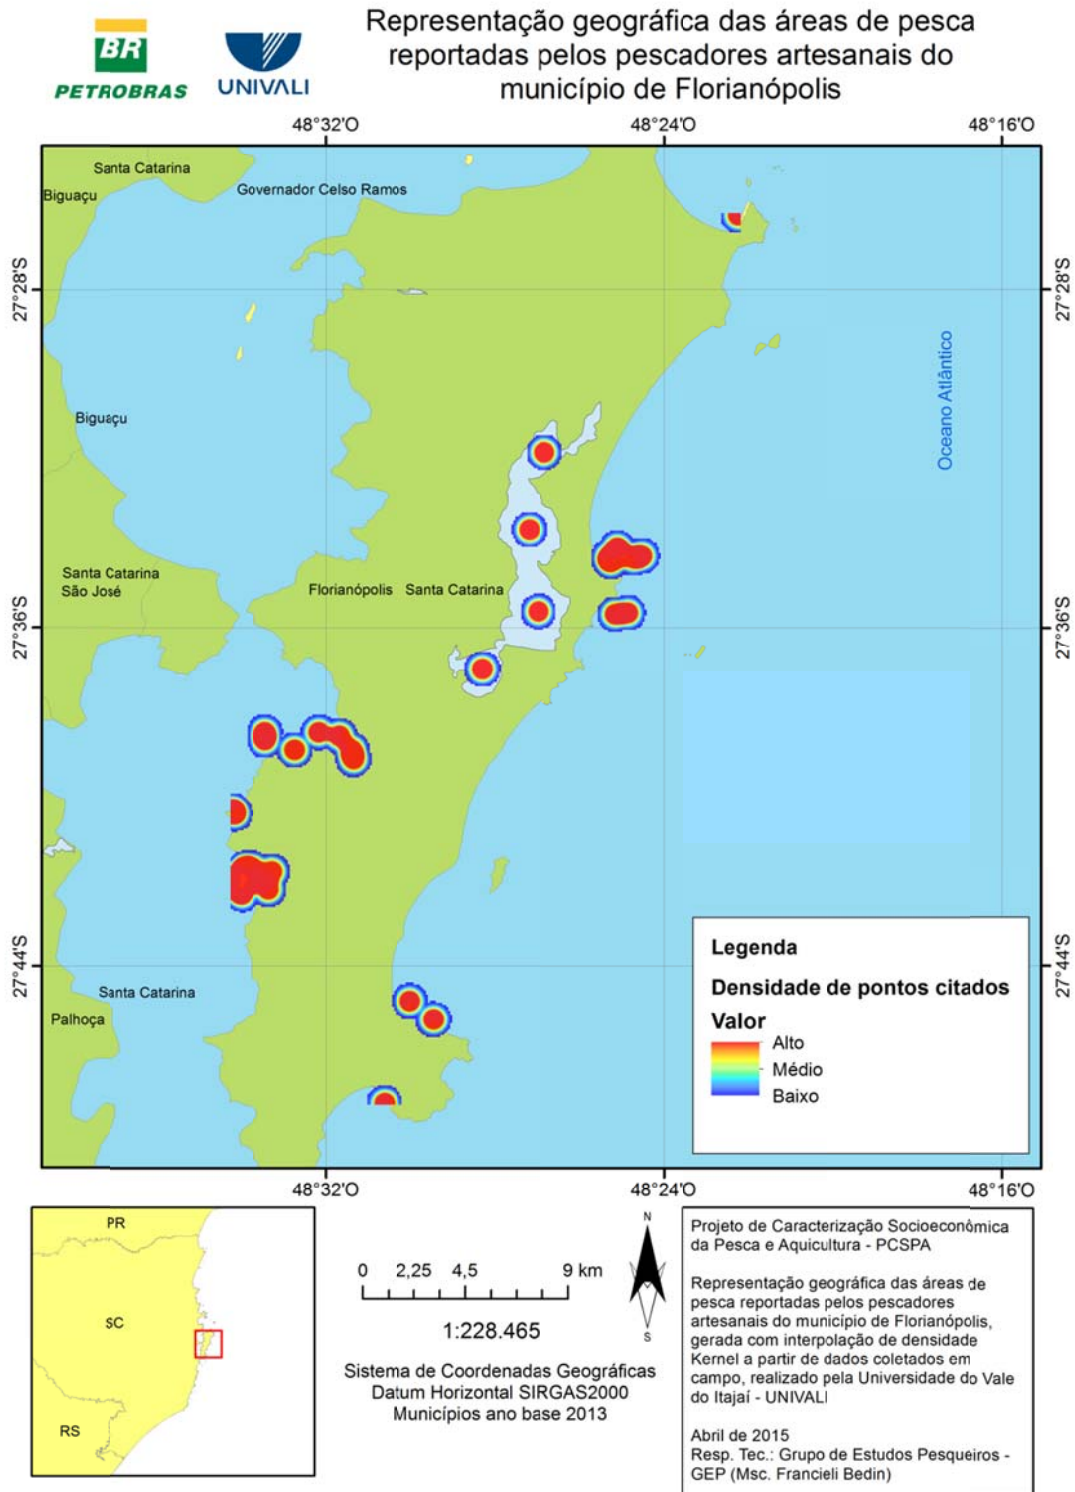 BR
PETROBRAS
UNIVALI
Representação geográfica das áreas de pesca
reportadas pelos pescadores artesanais do
município de Florianópolis
48°32'O
48°24'O
48°16'O
Santa Catarina
Biguaçu
Governador Celso Ramos
27°28'S
27°28'S
Oceano Atlântico
Biguaçu
Santa Catarina
São José
Florianópolis
Santa Catarina
27°36'S
27°36'S
27°44'S
27°44'S
Santa Catarina
Palhoça
Legenda
Densidade de pontos citados
Valor
Alto
Médio
Baixo
48°32'O
48°24'O
48°16'O
PR
SC
RS
0 2,25 4,5 9 km
1:228.465
Sistema de Coordenadas Geográficas
Datum Horizontal SIRGAS2000
Municípios ano base 2013
N
S
Projeto de Caracterização Socioeconômica
da Pesca e Aquicultura - PCSPA
Representação geográfica das áreas de
pesca reportadas pelos pescadores
artesanais do município de Florianópolis,
gerada com interpolação de densidade
Kernel a partir de dados coletados em
campo, realizado pela Universidade do Vale
do Itajaí - UNIVALI
Abril de 2015
Resp. Tec.: Grupo de Estudos Pesqueiros -
GEP (Msc. Francieli Bedin)